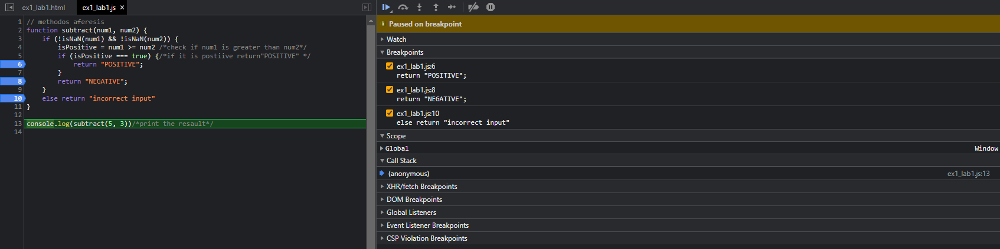 ex1_lab1.html ex1_lab1.js ×
1 // methodos aferesis
2 function subtract(num1, num2) {
3 if (!isNaN(num1) && !isNaN(num2)) {
4 isPositive = num1 >= num2 /*check if num1 is greater than num2*/
5 if (isPositive === true) {/*if it is postiive return"POSITIVE" */
6 return "POSITIVE";
7 }
8 return "NEGATIVE";
9 }
10 else return "incorrect input"
11 }
12
13 console.log(subtract(5, 3))/*print the resault*/
14
Paused on breakpoint
Watch
Breakpoints
ex1_lab1.js:6
return "POSITIVE";
ex1_lab1.js:8
return "NEGATIVE";
ex1_lab1.js:10
else return "incorrect input"
Scope
Global Window
Call Stack
(anonymous) ex1_lab1.js:13
XHR/fetch Breakpoints
DOM Breakpoints
Global Listeners
Event Listener Breakpoints
CSP Violation Breakpoints